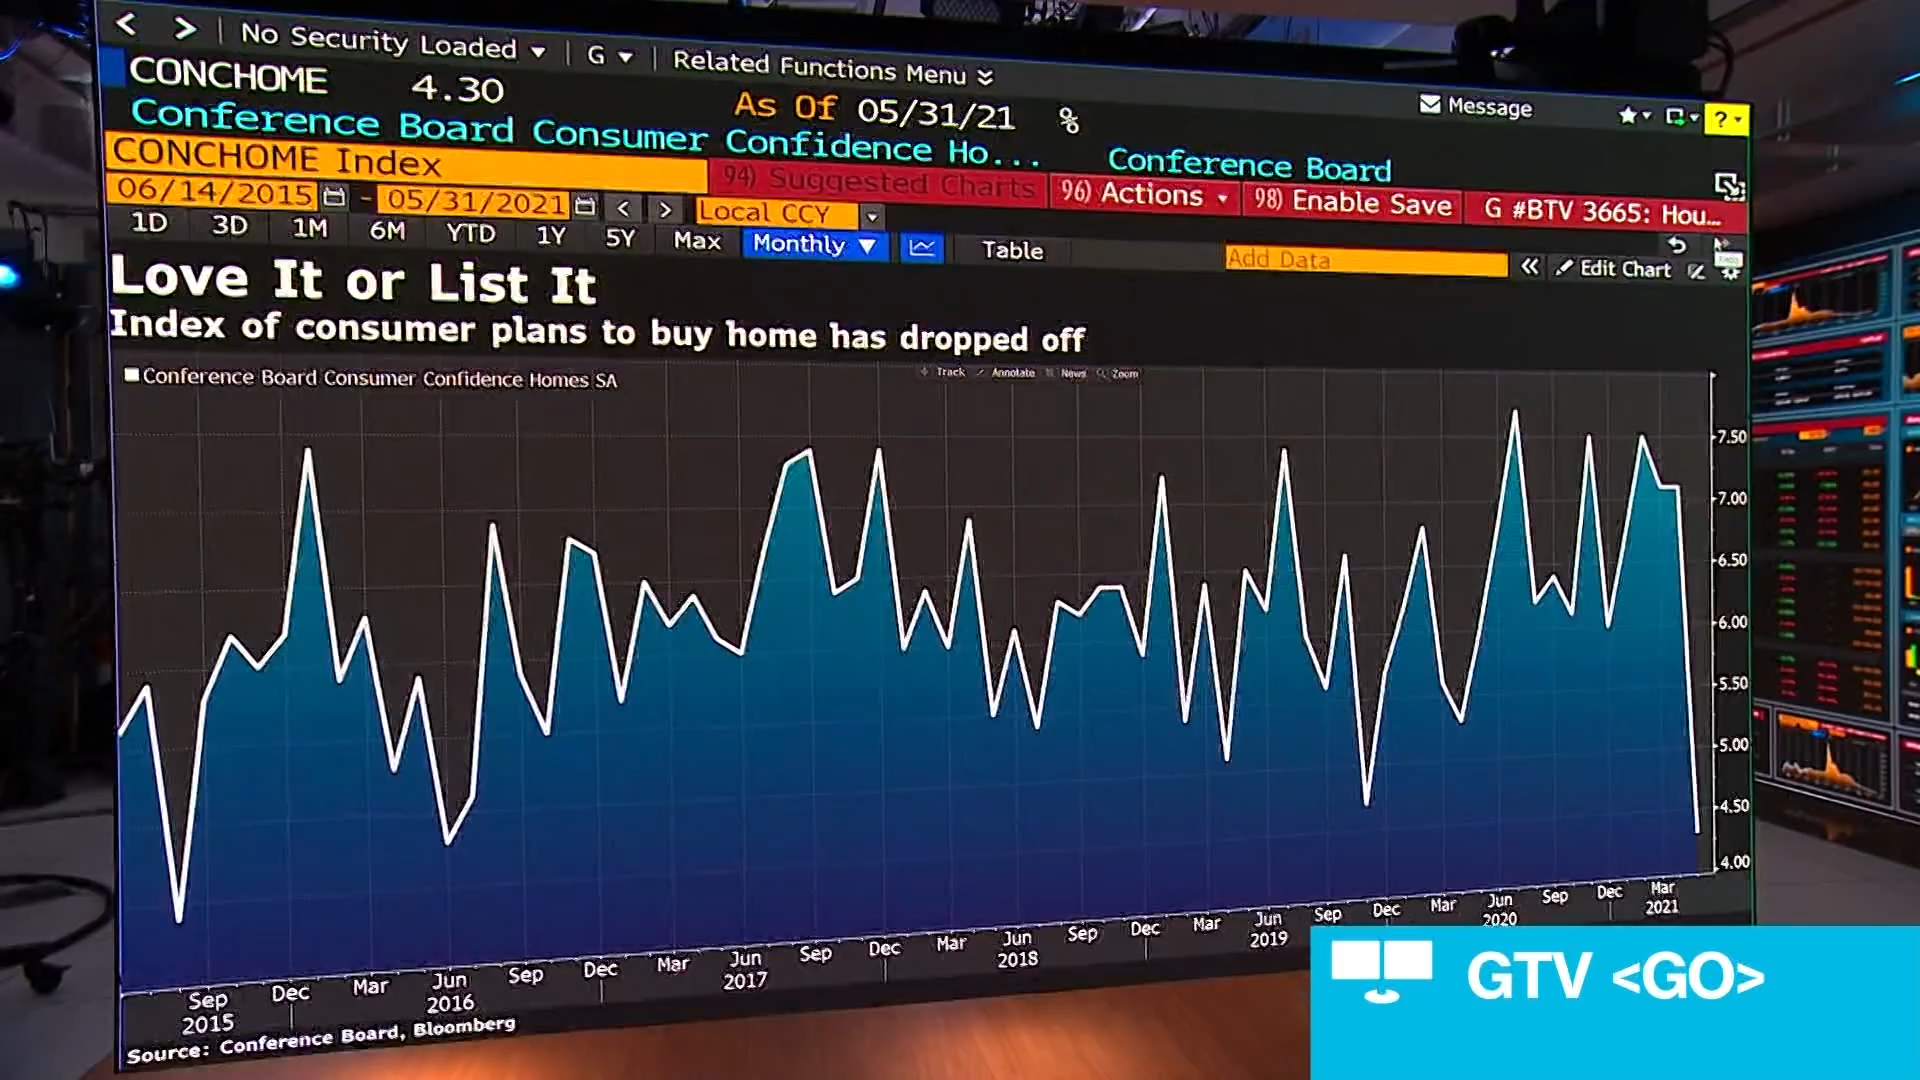 < > No Security Loaded G Related Functions Menu
CONCHOME 4.30 As Of 05/31/21 % Message ?
Conference Board Consumer Confidence Ho... Conference Board
CONCHOME Index 94) Suggested Charts 96) Actions 98) Enable Save G #BTV 3665: Hou...
06/14/2015 - 05/31/2021 < > Local CCY
1D 3D 1M 6M YTD 1Y 5Y Max Monthly Table Add Data « Edit Chart
Love It or List It
Index of consumer plans to buy home has dropped off
Conference Board Consumer Confidence Homes SA Track Annotate News Zoom
7.50
7.00
6.50
6.00
5.50
5.00
4.50
4.00
Sep Dec Mar Jun Sep Dec Mar Jun Sep Dec Mar Jun Sep Dec Mar Jun Sep Dec Mar Jun Sep Dec Mar
2015 2016 2017 2018 2019 2020 2021
Source: Conference Board, Bloomberg
GTV <GO>